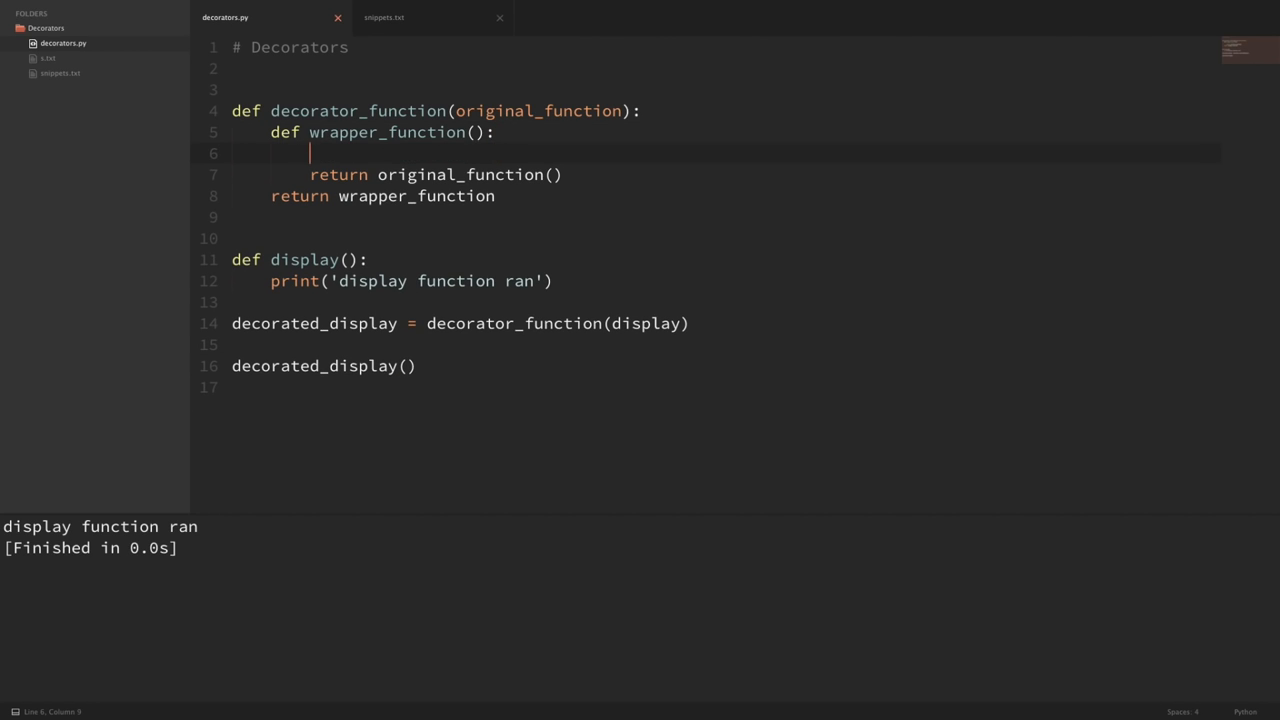 FOLDERS
Decorators
decorators.py
s.txt
snippets.txt
decorators.py
snippets.txt
1 # Decorators
2
3
4 def decorator_function(original_function):
5     def wrapper_function():
6
7         return original_function()
8     return wrapper_function
9
10
11 def display():
12     print('display function ran')
13
14 decorated_display = decorator_function(display)
15
16 decorated_display()
17
display function ran
[Finished in 0.0s]
Line 6, Column 9
Spaces: 4
Python